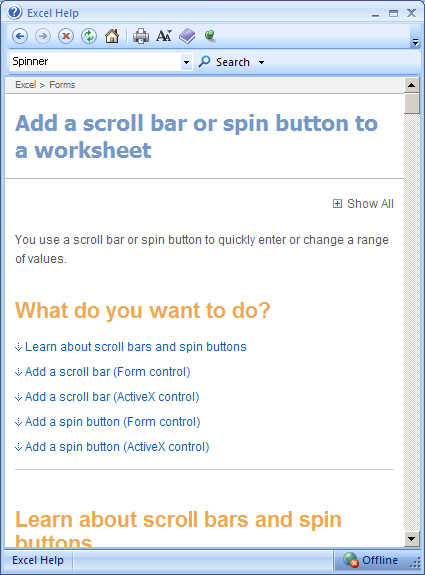 Excel Help
Spinner
Search
Excel > Forms
Add a scroll bar or spin button to
a worksheet
Show All
You use a scroll bar or spin button to quickly enter or change a range
of values.
What do you want to do?
Learn about scroll bars and spin buttons
Add a scroll bar (Form control)
Add a scroll bar (ActiveX control)
Add a spin button (Form control)
Add a spin button (ActiveX control)
Learn about scroll bars and spin
buttons
Excel Help
Offline